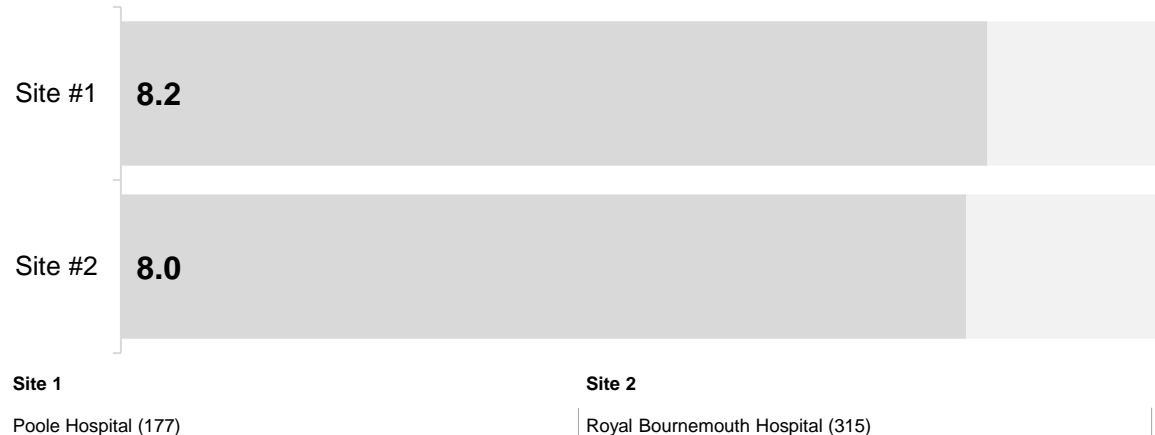 Site #1 8.2
Site #2 8.0
Site 1 Site 2
Poole Hospital (177) Royal Bournemouth Hospital (315)